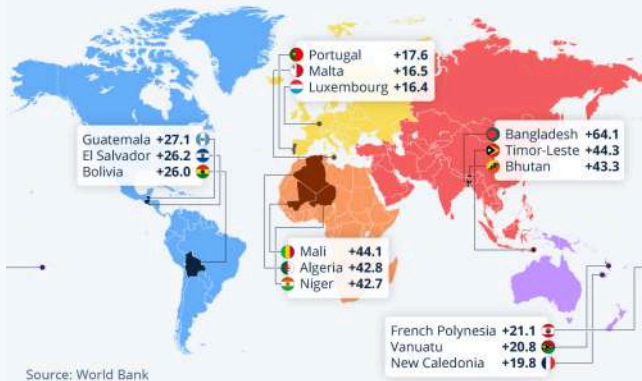 Portugal +17.6
Malta +16.5
Luxembourg +16.4
Guatemala +27.1
El Salvador +26.2
Bolivia +26.0
Bangladesh +64.1
Timor-Leste +44.3
Bhutan +43.3
Mali +44.1
Algeria +42.8
Niger +42.7
French Polynesia +21.1
Vanuatu +20.8
New Caledonia +19.8
Source: World Bank